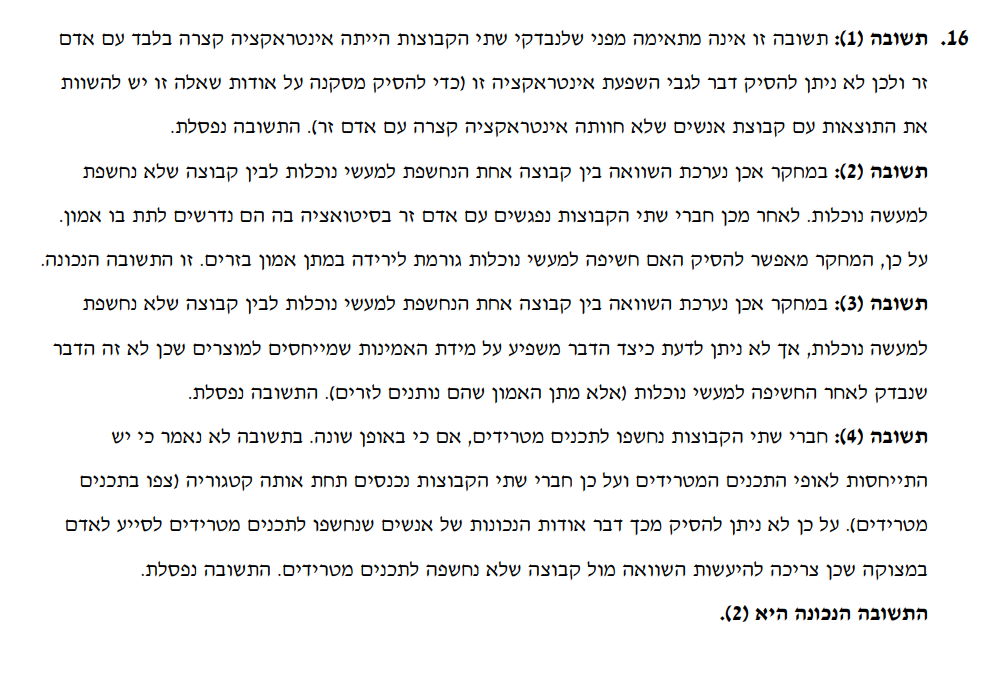 16. תשובה (1): תשובה זו אינה מתאימה מפני שלנבדקי שתי הקבוצות הייתה אינטראקציה קצרה בלבד עם אדם
זר ולכן לא ניתן להסיק דבר לגבי השפעת אינטראקציה זו (כדי להסיק מסקנה על אודות שאלה זו יש להשוות
את התוצאות עם קבוצת אנשים שלא חוותה אינטראקציה קצרה עם אדם זר). התשובה נפסלת.
תשובה (2): במחקר אכן נערכת השוואה בין קבוצה אחת הנחשפת למעשי נוכלות לבין קבוצה שלא נחשפת
למעשה נוכלות. לאחר מכן חברי שתי הקבוצות נפגשים עם אדם זר בסיטואציה בה הם נדרשים לתת בו אמון.
על כן, המחקר מאפשר להסיק האם חשיפה למעשי נוכלות גורמת לירידה במתן אמון בזרים. זו התשובה הנכונה.
תשובה (3): במחקר אכן נערכת השוואה בין קבוצה אחת הנחשפת למעשי נוכלות לבין קבוצה שלא נחשפת
למעשה נוכלות, אך לא ניתן לדעת כיצד הדבר משפיע על מידת האמינות שמייחסים למוצרים שכן לא זה הדבר
שנבדק לאחר החשיפה למעשי נוכלות (אלא מתן האמון שהם נותנים לזרים). התשובה נפסלת.
תשובה (4): חברי שתי הקבוצות נחשפו לתכנים מטרידים, אם כי באופן שונה. בתשובה לא נאמר כי יש
התייחסות לאופי התכנים המטרידים ועל כן חברי שתי הקבוצות נכנסים תחת אותה קטגוריה (צפו בתכנים
מטרידים). על כן לא ניתן להסיק מכך דבר אודות הנכונות של אנשים שנחשפו לתכנים מטרידים לסייע לאדם
במצוקה שכן צריכה להיעשות השוואה מול קבוצה שלא נחשפה לתכנים מטרידים. התשובה נפסלת.
התשובה הנכונה היא (2).